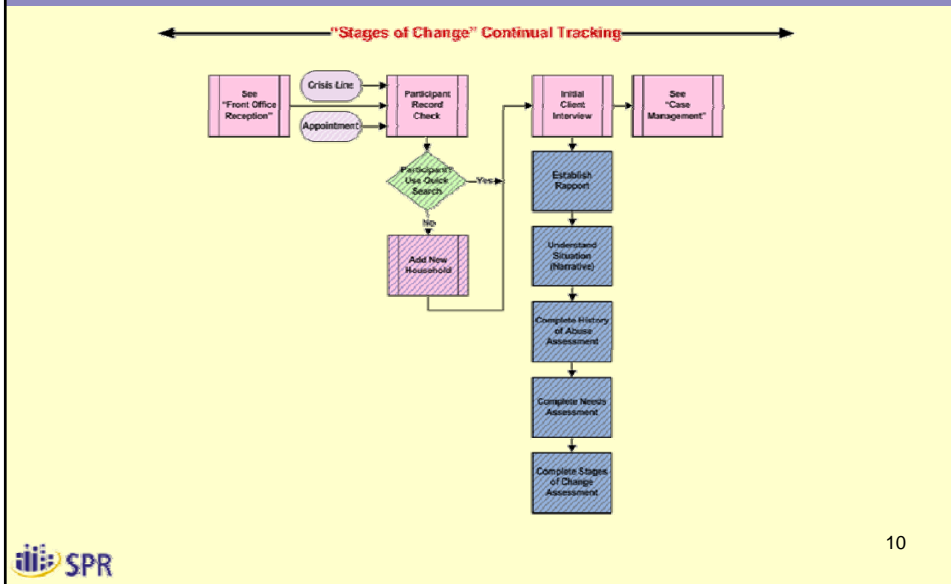 "Stages of Change" Continual Tracking
See
"Front Office
Reception"
Crisis Line
Appointment
Participant
Record
Check
Participant?
Use Quick
Search
Yes
No
Add New
Household
Initial
Client
Interview
See
"Case
Management"
Establish
Rapport
Understand
Situation
(Narrative)
Complete History
of Abuse
Assessment
Complete Needs
Assessment
Complete Stages
of Change
Assessment
SPR
10